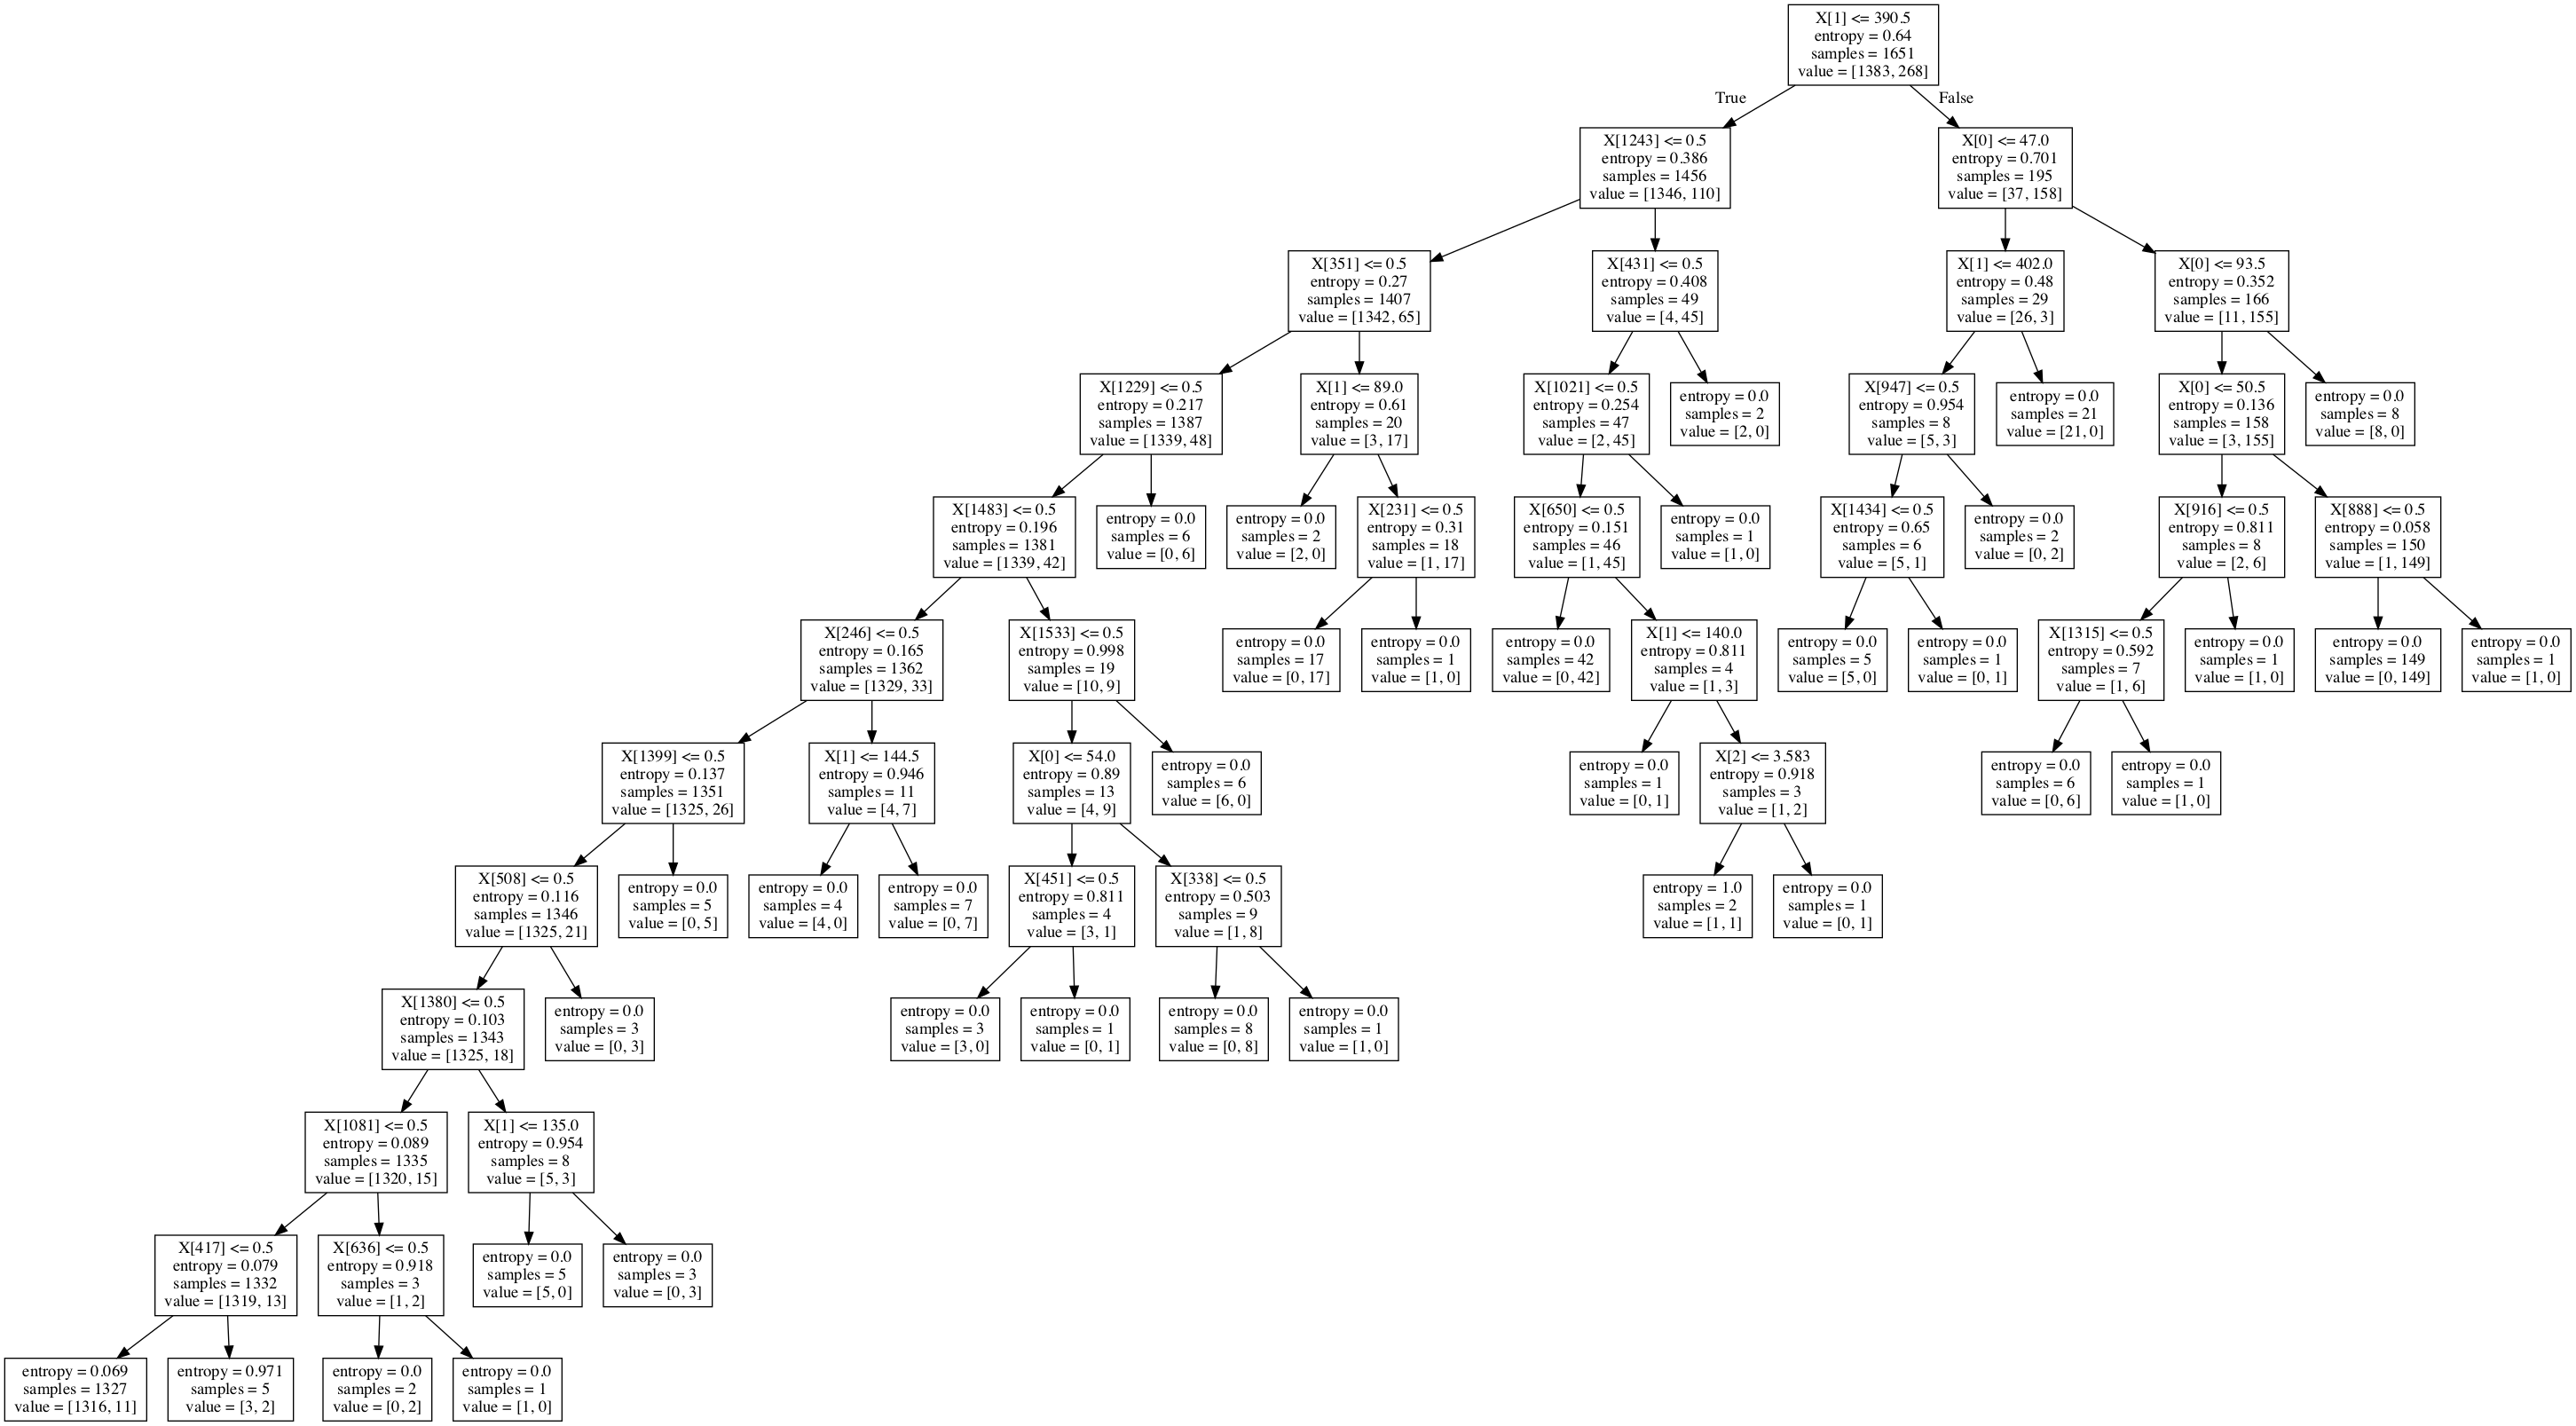 X[1] <= 390.5
entropy = 0.64
samples = 1651
value = [1383, 268]
True
False
X[1243] <= 0.5
entropy = 0.386
samples = 1456
value = [1346, 110]
X[0] <= 47.0
entropy = 0.701
samples = 195
value = [37, 158]
X[351] <= 0.5
entropy = 0.27
samples = 1407
value = [1342, 65]
X[431] <= 0.5
entropy = 0.408
samples = 49
value = [4, 45]
X[1] <= 402.0
entropy = 0.48
samples = 29
value = [26, 3]
X[0] <= 93.5
entropy = 0.352
samples = 166
value = [11, 155]
X[1229] <= 0.5
entropy = 0.217
samples = 1387
value = [1339, 48]
X[1] <= 89.0
entropy = 0.61
samples = 20
value = [3, 17]
X[1021] <= 0.5
entropy = 0.254
samples = 47
value = [2, 45]
entropy = 0.0
samples = 2
value = [2, 0]
X[947] <= 0.5
entropy = 0.954
samples = 8
value = [5, 3]
entropy = 0.0
samples = 21
value = [21, 0]
X[0] <= 50.5
entropy = 0.136
samples = 158
value = [3, 155]
entropy = 0.0
samples = 8
value = [8, 0]
X[1483] <= 0.5
entropy = 0.196
samples = 1381
value = [1339, 42]
entropy = 0.0
samples = 6
value = [0, 6]
entropy = 0.0
samples = 2
value = [2, 0]
X[231] <= 0.5
entropy = 0.31
samples = 18
value = [1, 17]
X[650] <= 0.5
entropy = 0.151
samples = 46
value = [1, 45]
entropy = 0.0
samples = 1
value = [1, 0]
X[1434] <= 0.5
entropy = 0.65
samples = 6
value = [5, 1]
entropy = 0.0
samples = 2
value = [0, 2]
X[916] <= 0.5
entropy = 0.811
samples = 8
value = [2, 6]
X[888] <= 0.5
entropy = 0.058
samples = 150
value = [1, 149]
X[246] <= 0.5
entropy = 0.165
samples = 1362
value = [1329, 33]
X[1533] <= 0.5
entropy = 0.998
samples = 19
value = [10, 9]
entropy = 0.0
samples = 17
value = [0, 17]
entropy = 0.0
samples = 1
value = [1, 0]
entropy = 0.0
samples = 42
value = [0, 42]
X[1] <= 140.0
entropy = 0.811
samples = 4
value = [1, 3]
entropy = 0.0
samples = 5
value = [5, 0]
entropy = 0.0
samples = 1
value = [0, 1]
X[1315] <= 0.5
entropy = 0.592
samples = 7
value = [1, 6]
entropy = 0.0
samples = 1
value = [1, 0]
entropy = 0.0
samples = 149
value = [0, 149]
entropy = 0.0
samples = 1
value = [1, 0]
X[1399] <= 0.5
entropy = 0.137
samples = 1351
value = [1325, 26]
X[1] <= 144.5
entropy = 0.946
samples = 11
value = [4, 7]
X[0] <= 54.0
entropy = 0.89
samples = 13
value = [4, 9]
entropy = 0.0
samples = 6
value = [6, 0]
entropy = 0.0
samples = 1
value = [0, 1]
X[2] <= 3.583
entropy = 0.918
samples = 3
value = [1, 2]
entropy = 0.0
samples = 6
value = [0, 6]
entropy = 0.0
samples = 1
value = [1, 0]
X[508] <= 0.5
entropy = 0.116
samples = 1346
value = [1325, 21]
entropy = 0.0
samples = 5
value = [0, 5]
entropy = 0.0
samples = 4
value = [4, 0]
entropy = 0.0
samples = 7
value = [0, 7]
X[451] <= 0.5
entropy = 0.811
samples = 4
value = [3, 1]
X[338] <= 0.5
entropy = 0.503
samples = 9
value = [1, 8]
entropy = 1.0
samples = 2
value = [1, 1]
entropy = 0.0
samples = 1
value = [0, 1]
X[1380] <= 0.5
entropy = 0.103
samples = 1343
value = [1325, 18]
entropy = 0.0
samples = 3
value = [0, 3]
entropy = 0.0
samples = 3
value = [3, 0]
entropy = 0.0
samples = 1
value = [0, 1]
entropy = 0.0
samples = 8
value = [0, 8]
entropy = 0.0
samples = 1
value = [1, 0]
X[1081] <= 0.5
entropy = 0.089
samples = 1335
value = [1320, 15]
X[1] <= 135.0
entropy = 0.954
samples = 8
value = [5, 3]
X[417] <= 0.5
entropy = 0.079
samples = 1332
value = [1319, 13]
X[636] <= 0.5
entropy = 0.918
samples = 3
value = [1, 2]
entropy = 0.0
samples = 5
value = [5, 0]
entropy = 0.0
samples = 3
value = [0, 3]
entropy = 0.069
samples = 1327
value = [1316, 11]
entropy = 0.971
samples = 5
value = [3, 2]
entropy = 0.0
samples = 2
value = [0, 2]
entropy = 0.0
samples = 1
value = [1, 0]